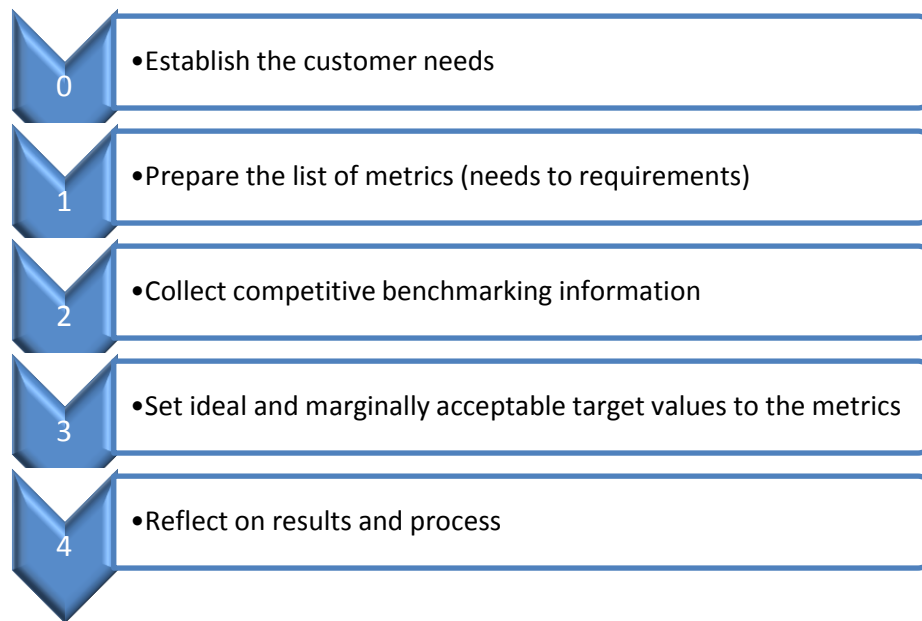 0
•Establish the customer needs
1
•Prepare the list of metrics (needs to requirements)
2
•Collect competitive benchmarking information
3
•Set ideal and marginally acceptable target values to the metrics
4
•Reflect on results and process